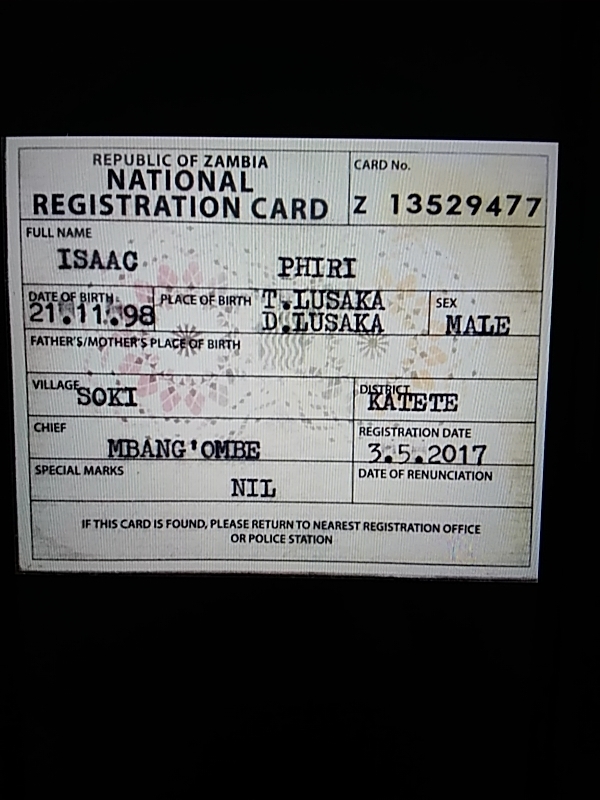 REPUBLIC OF ZAMBIA
NATIONAL
REGISTRATION CARD
CARD No.
Z 13529477
FULL NAME
ISAAC PHIRI
DATE OF BIRTH
21.11.98
PLACE OF BIRTH
T.LUSAKA
D.LUSAKA
SEX
MALE
FATHER'S/MOTHER'S PLACE OF BIRTH
VILLAGE
SOKI
DISTRICT
KATETE
CHIEF
MBANG'OMBE
REGISTRATION DATE
3.5.2017
SPECIAL MARKS
NIL
DATE OF RENUNCIATION
IF THIS CARD IS FOUND, PLEASE RETURN TO NEAREST REGISTRATION OFFICE
OR POLICE STATION